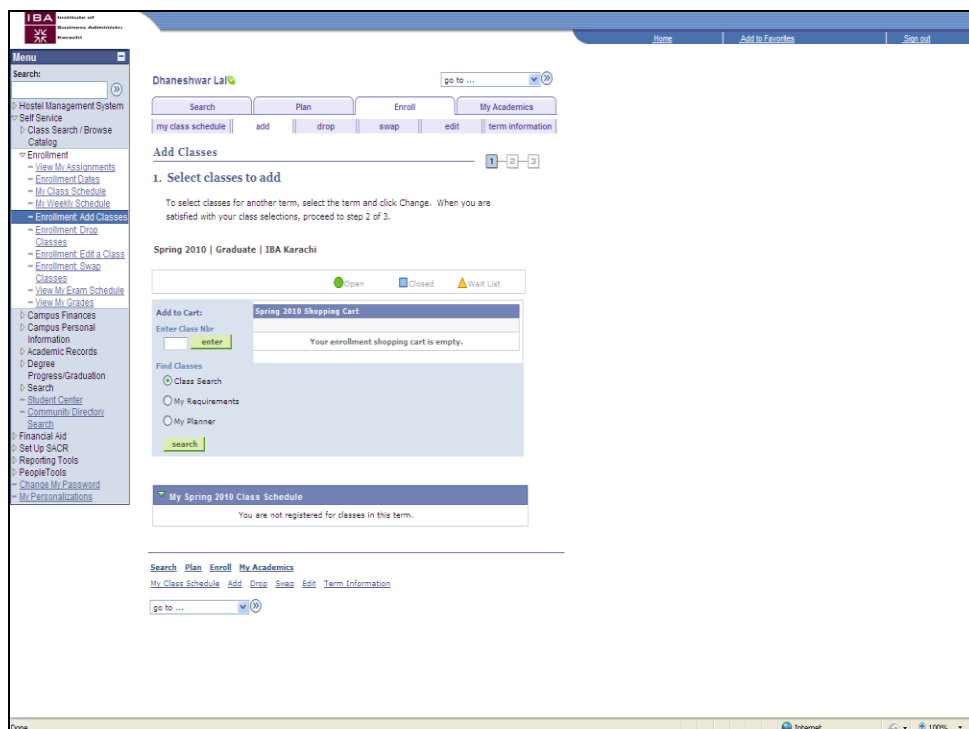 IBA Institute of
Business Administr
Karachi
Home Add to Favorites Sign out
Menu
Search:
Hostel Management System
Self Service
Class Search / Browse
Catalog
Enrollment
View My Assignments
Enrollment Dates
My Class Schedule
My Weekly Schedule
Enrollment: Add Classes
Enrollment: Drop
Classes
Enrollment: Edit a Class
Enrollment: Swap
Classes
View My Exam Schedule
View My Grades
Campus Finances
Campus Personal
Information
Academic Records
Degree
Progress/Graduation
Search
Student Center
Community Directory
Search
Financial Aid
Set Up SACR
Reporting Tools
PeopleTools
Change My Password
My Personalizations
Dhaneshwar Lal
go to ...
Search Plan Enroll My Academics
my class schedule add drop swap edit term information
Add Classes
1 2 3
1. Select classes to add
To select classes for another term, select the term and click Change. When you are
satisfied with your class selections, proceed to step 2 of 3.
Spring 2010 | Graduate | IBA Karachi
Open Closed Wait List
Add to Cart:
Enter Class Nbr
enter
Find Classes
Class Search
My Requirements
My Planner
search
Spring 2010 Shopping Cart
Your enrollment shopping cart is empty.
My Spring 2010 Class Schedule
You are not registered for classes in this term.
Search Plan Enroll My Academics
My Class Schedule Add Drop Swap Edit Term Information
go to ...
Done Internet 100%